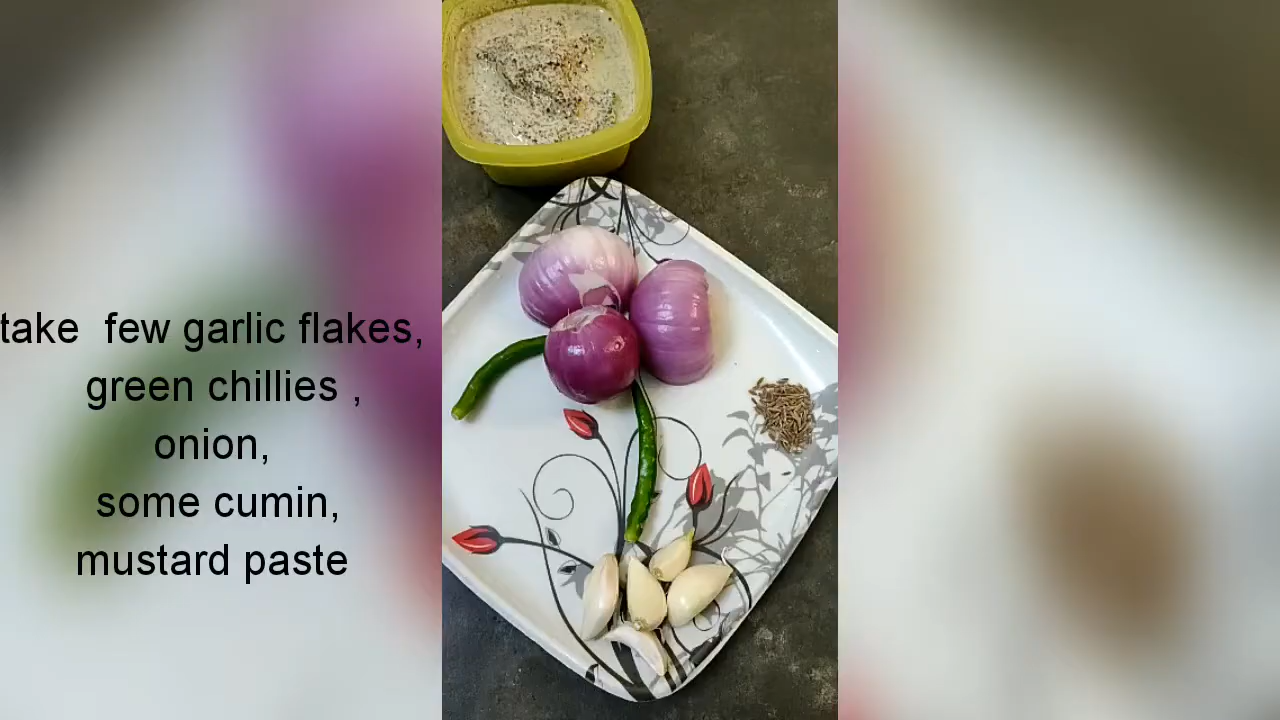 take few garlic flakes,
green chillies ,
onion,
some cumin,
mustard paste